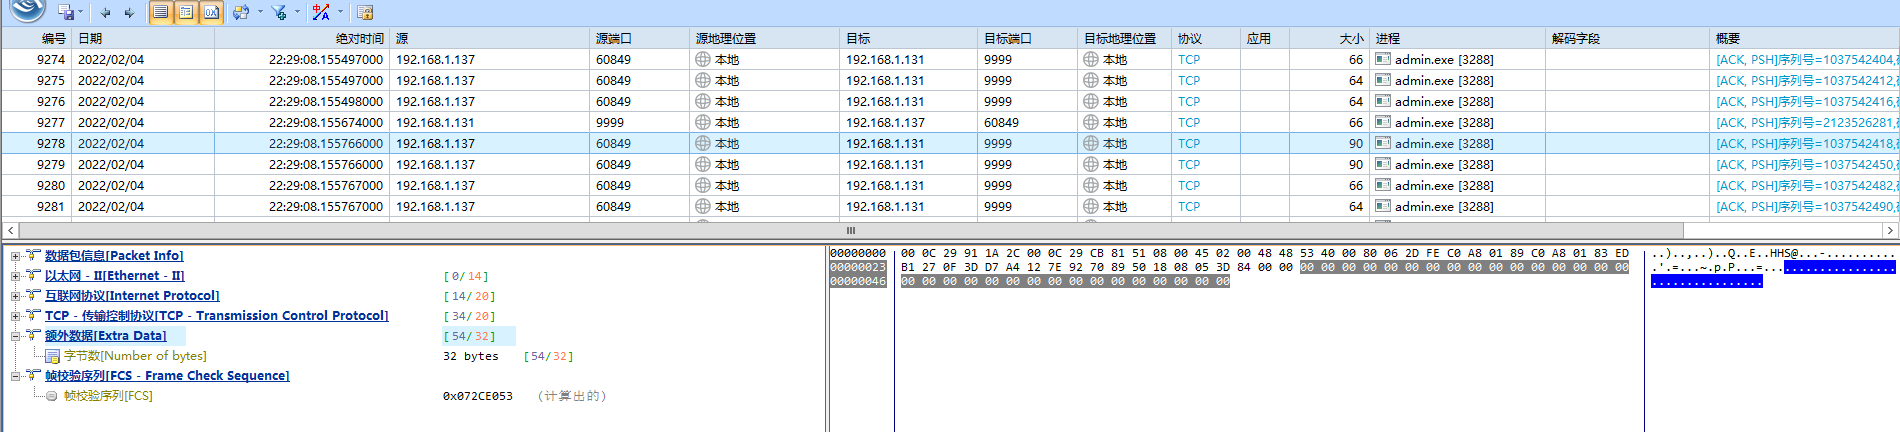 编号 日期 绝对时间 源 源端口 源地理位置 目标 目标端口 目标地理位置 协议 应用 大小 进程 解码字段 概要
9274 2022/02/04 22:29:08.155497000 192.168.1.137 60849 本地 192.168.1.131 9999 本地 TCP 66 admin.exe [3288] [ACK, PSH]序列号=1037542404,
9275 2022/02/04 22:29:08.155497000 192.168.1.137 60849 本地 192.168.1.131 9999 本地 TCP 64 admin.exe [3288] [ACK, PSH]序列号=1037542412,
9276 2022/02/04 22:29:08.155498000 192.168.1.137 60849 本地 192.168.1.131 9999 本地 TCP 64 admin.exe [3288] [ACK, PSH]序列号=1037542416,
9277 2022/02/04 22:29:08.155674000 192.168.1.131 9999 本地 192.168.1.137 60849 本地 TCP 66 admin.exe [3288] [ACK, PSH]序列号=2123526281,
9278 2022/02/04 22:29:08.155766000 192.168.1.137 60849 本地 192.168.1.131 9999 本地 TCP 90 admin.exe [3288] [ACK, PSH]序列号=1037542418,
9279 2022/02/04 22:29:08.155766000 192.168.1.137 60849 本地 192.168.1.131 9999 本地 TCP 90 admin.exe [3288] [ACK, PSH]序列号=1037542450,
9280 2022/02/04 22:29:08.155767000 192.168.1.137 60849 本地 192.168.1.131 9999 本地 TCP 66 admin.exe [3288] [ACK, PSH]序列号=1037542482,
9281 2022/02/04 22:29:08.155767000 192.168.1.137 60849 本地 192.168.1.131 9999 本地 TCP 64 admin.exe [3288] [ACK, PSH]序列号=1037542490,
数据包信息[Packet Info]
以太网 - II[Ethernet - II] [0/14]
互联网协议[Internet Protocol] [14/20]
TCP - 传输控制协议[TCP - Transmission Control Protocol] [34/20]
额外数据[Extra Data] [54/32]
字节数[Number of bytes] 32 bytes [54/32]
帧校验序列[FCS - Frame Check Sequence]
帧校验序列[FCS] 0x072CE053 (计算出的)
00000000 00 0C 29 91 1A 2C 00 0C 29 CB 81 51 08 00 45 02 00 48 48 53 40 00 80 06 2D FE C0 A8 01 89 C0 A8 01 83 ED ..)..,..)..Q..E..HHS@...-..........
00000023 B1 27 0F 3D D7 A4 12 7E 92 70 89 50 18 08 05 3D 84 00 00 00 00 00 00 00 00 00 00 00 00 00 00 00 00 00 00 .'.=...~.p.P...=...................
00000046 00 00 00 00 00 00 00 00 00 00 00 00 00 00 00 00 ................